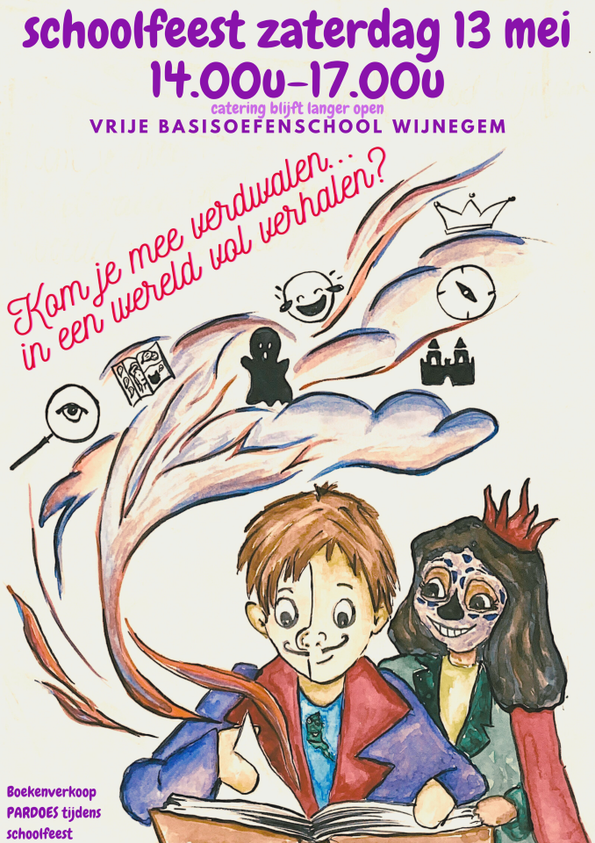 schoolfeest zaterdag 13 mei
14.00u-17.00u
catering blijft langer open
VRIJE BASISOEFENSCHOOL WIJNEGEM
Kom je mee verdwalen...
in een wereld vol verhalen?
Boekenverkoop
PARDOES tijdens
schoolfeest